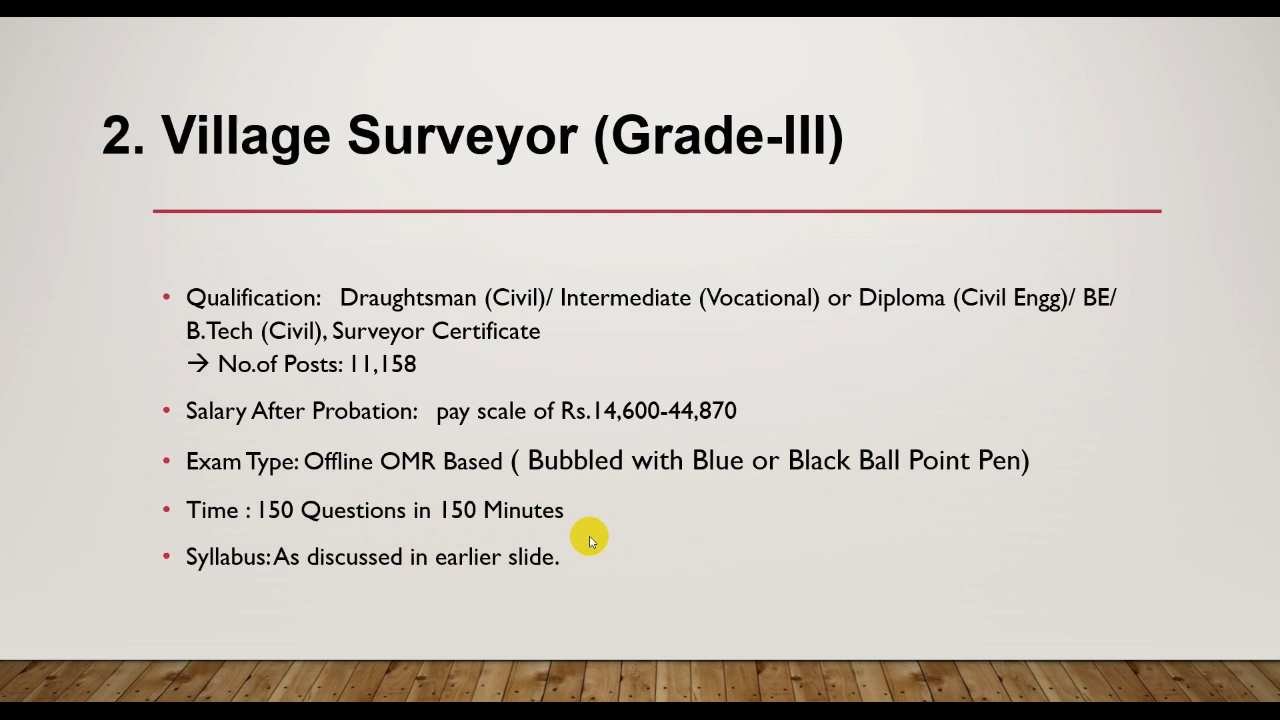 2. Village Surveyor (Grade-III)
• Qualification: Draughtsman (Civil)/ Intermediate (Vocational) or Diploma (Civil Engg)/ BE/
B.Tech (Civil), Surveyor Certificate
→ No.of Posts: 11,158
• Salary After Probation: pay scale of Rs.14,600-44,870
• Exam Type: Offline OMR Based ( Bubbled with Blue or Black Ball Point Pen)
• Time : 150 Questions in 150 Minutes
• Syllabus: As discussed in earlier slide.